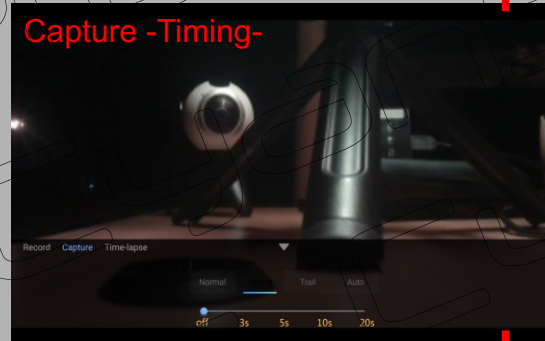 Capture -Timing-
Record Capture Time-lapse
Normal Trail Auto
off 3s 5s 10s 20s